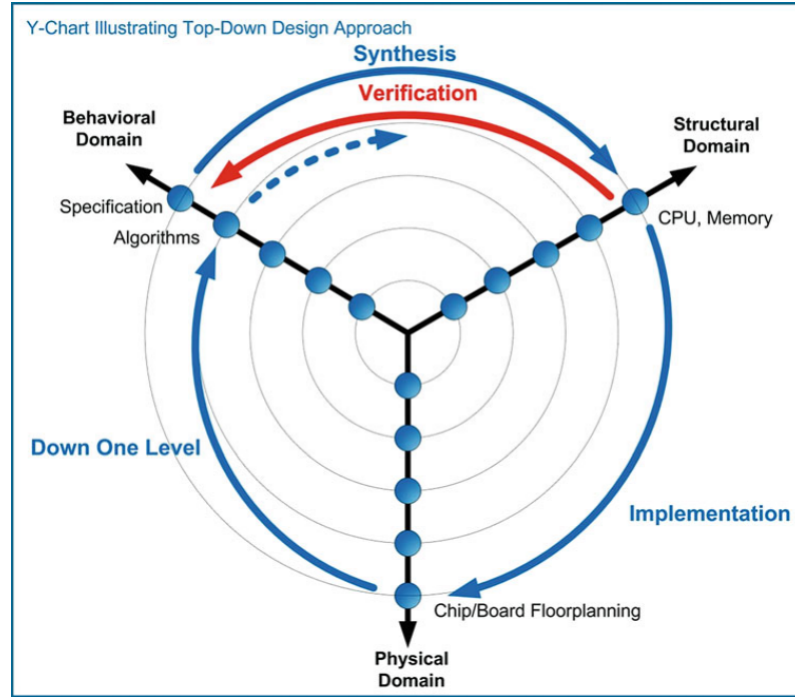 Y-Chart Illustrating Top-Down Design Approach
Synthesis
Verification
Behavioral
Domain
Structural
Domain
Specification
CPU, Memory
Algorithms
Down One Level
Implementation
Chip/Board Floorplanning
Physical
Domain